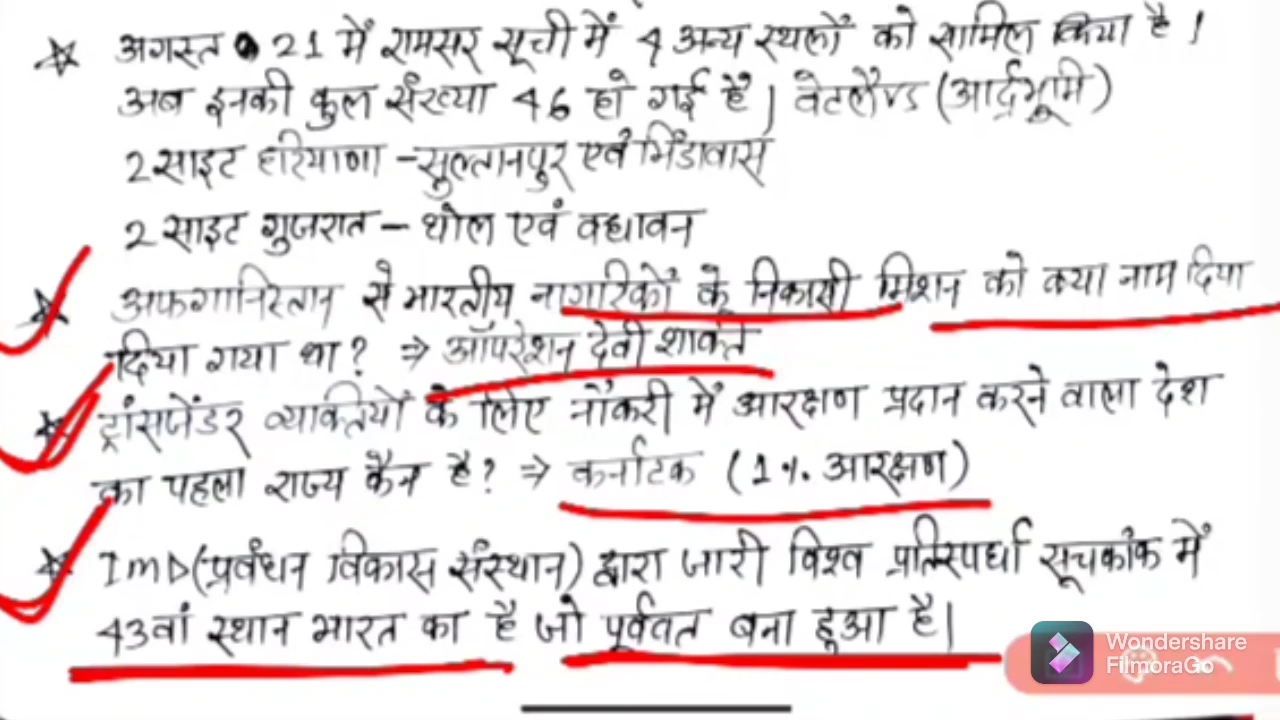 अगस्त 21 में रामसर सूची में 4 अन्य स्थलों को सामिल किया है।
अब इनकी कुल संख्या 46 हो गई है। वेटलैण्ड (आर्द्रभूमि)
2 साइट हरियाणा - सुल्तानपुर एवं भिंडावास
2 साइट गुजरात - थोल एवं वधावन
अफगानिस्तान से भारतीय नागरिकों के निकासी मिशन को क्या नाम दिया
दिया गया था? ⇒ ऑपरेशन देवी शक्ति
ट्रांसजेंडर व्यक्तियों के लिए नौकरी में आरक्षण प्रदान करने वाला देश
का पहला राज्य कैन है? ⇒ कर्नाटक (1% आरक्षण)
IMD (प्रबंधन विकास संस्थान) द्वारा जारी विश्व प्रतिस्पर्धा सूचकांक में
43वां स्थान भारत का है जो पूर्ववत बना हुआ है।
Wondershare
FilmoraGo